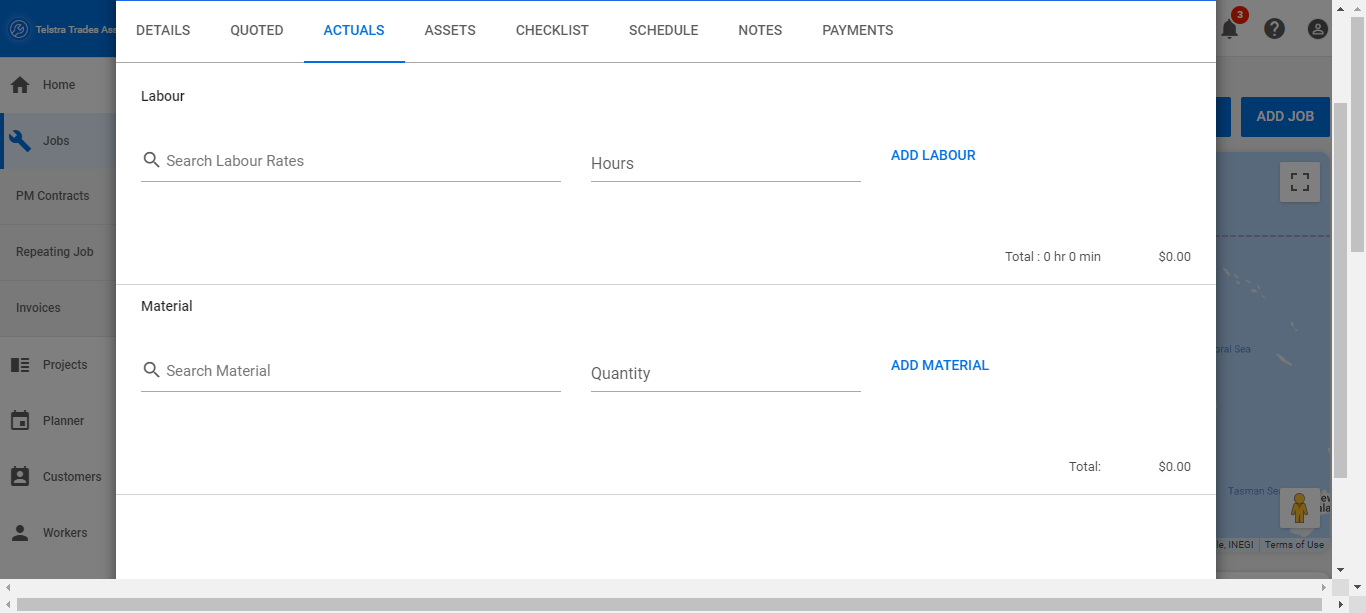 Telstra Trades Ass
DETAILS QUOTED ACTUALS ASSETS CHECKLIST SCHEDULE NOTES PAYMENTS
3
Home
Jobs
PM Contracts
Repeating Job
Invoices
Projects
Planner
Customers
Workers
Labour
Search Labour Rates
Hours
ADD LABOUR
Total : 0 hr 0 min $0.00
Material
Search Material
Quantity
ADD MATERIAL
Total: $0.00
ADD JOB
oral Sea
Tasman Se
Terms of Use
INEGI